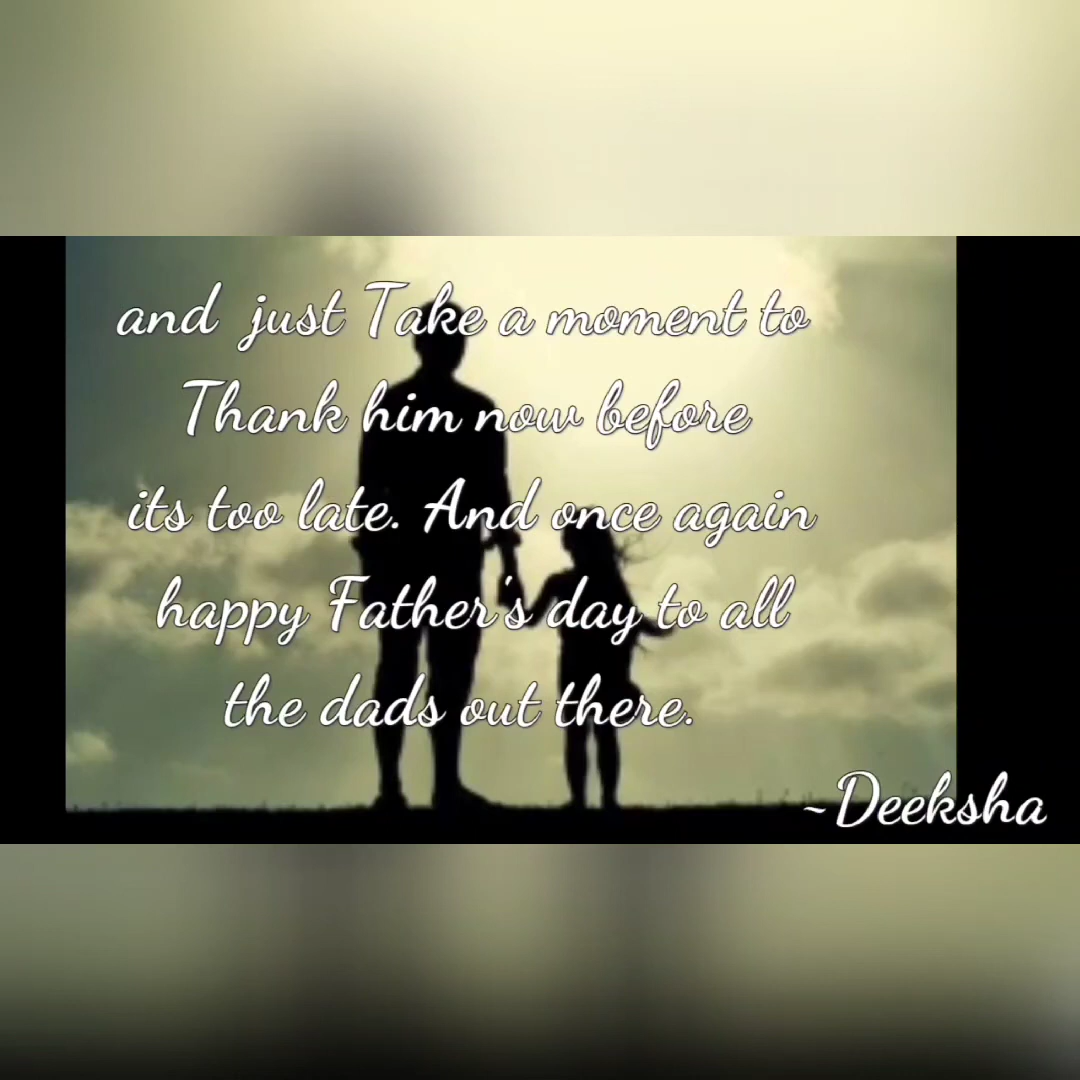 and just Take a moment to
Thank him now before
its too late. And once again
happy Father's day to all
the dads out there.
~Deeksha